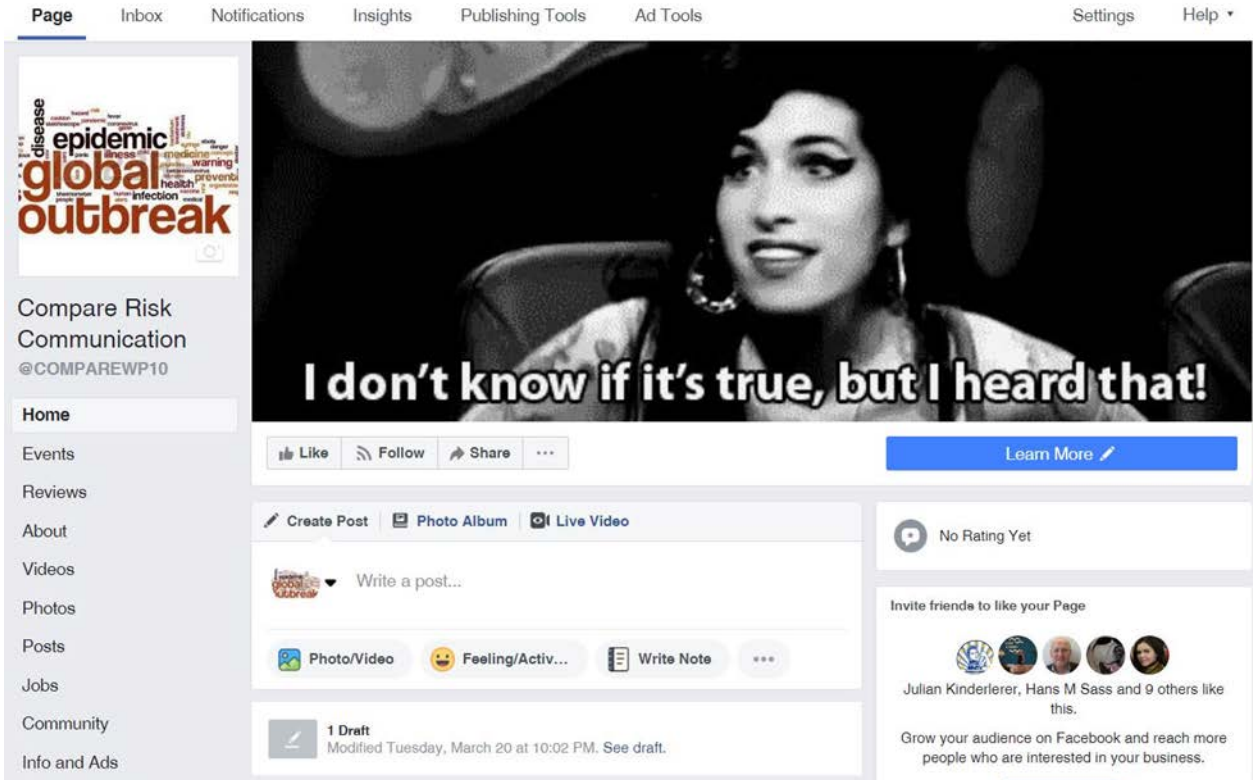 Page Inbox Notifications Insights Publishing Tools Ad Tools Settings Help
disease
epidemic
illness medicine
warning
global
health preventi
infection
outbreak
Compare Risk
Communication
@COMPAREWP10
I don't know if it's true, but I heard that!
Home
Events
Reviews
About
Videos
Photos
Posts
Jobs
Community
Info and Ads
Like Follow Share
Learn More
Create Post Photo Album Live Video
Write a post...
Photo/Video Feeling/Activ... Write Note
1 Draft
Modified Tuesday, March 20 at 10:02 PM. See draft.
No Rating Yet
Invite friends to like your Page
Julian Kinderlerer, Hans M Sass and 9 others like
this.
Grow your audience on Facebook and reach more
people who are interested in your business.